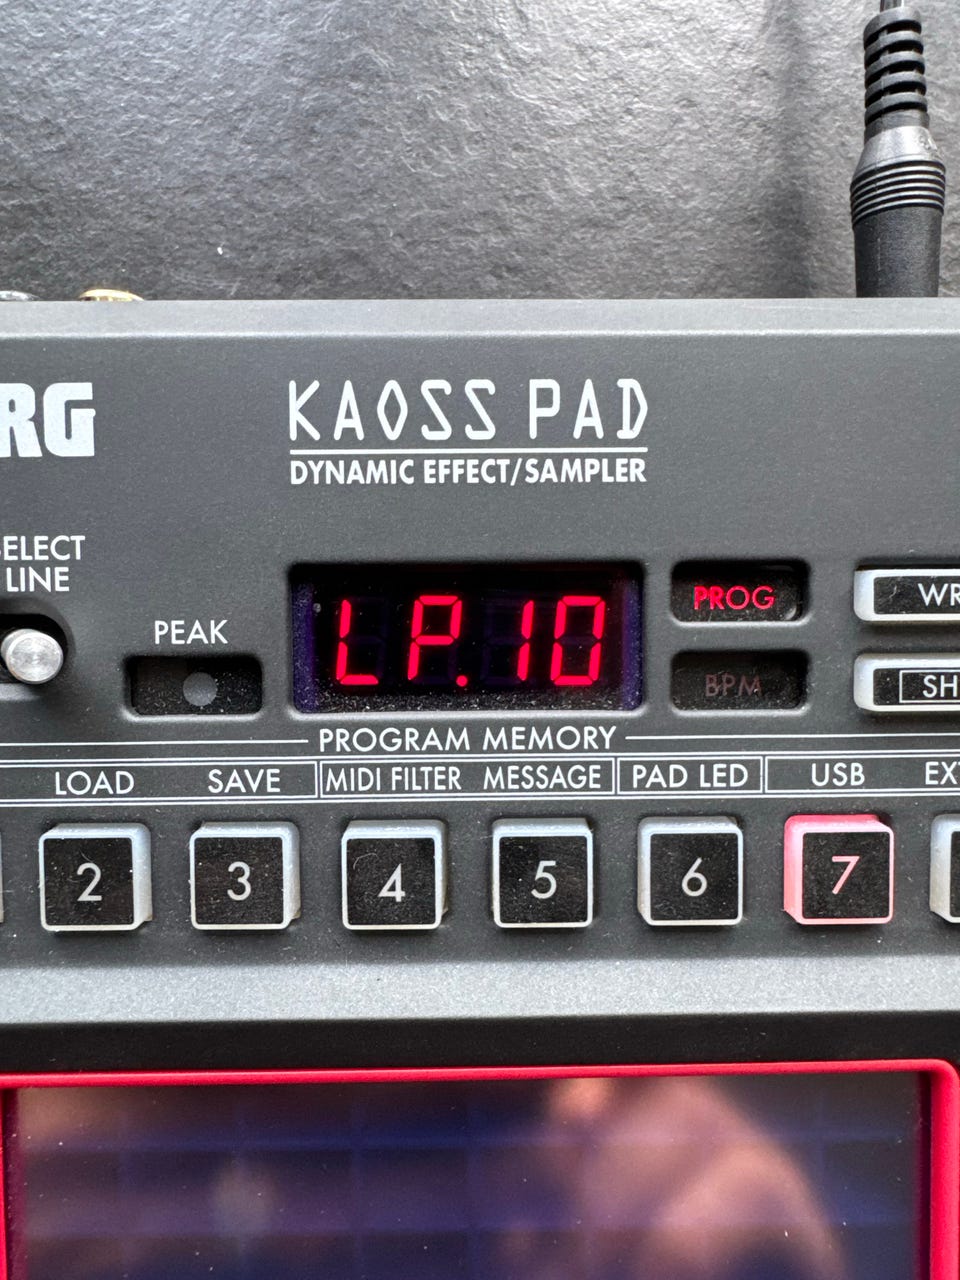 RG
KAOSS PAD
DYNAMIC EFFECT/SAMPLER
SELECT
LINE
PEAK
LP.10
PROG
BPM
WR
SH
PROGRAM MEMORY
LOAD SAVE MIDI FILTER MESSAGE PAD LED USB EXT
2 3 4 5 6 7